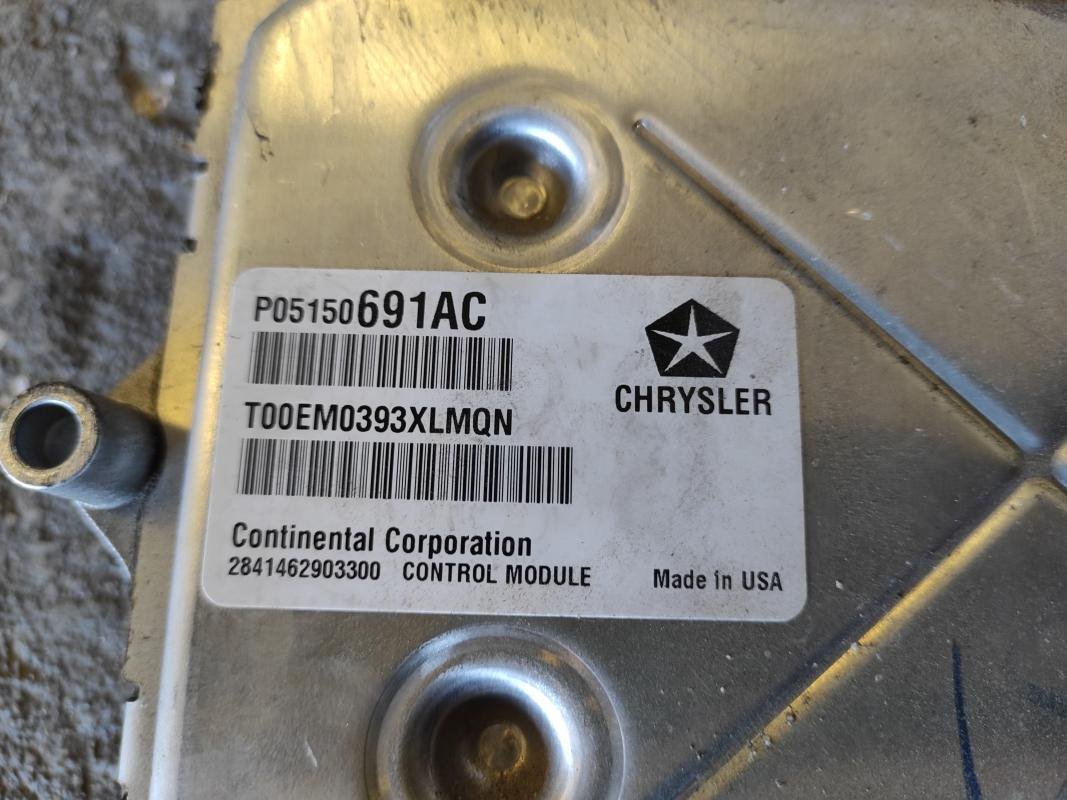 P05150691AC
CHRYSLER
T00EM0393XLMQN
Continental Corporation
2841462903300 CONTROL MODULE Made in USA